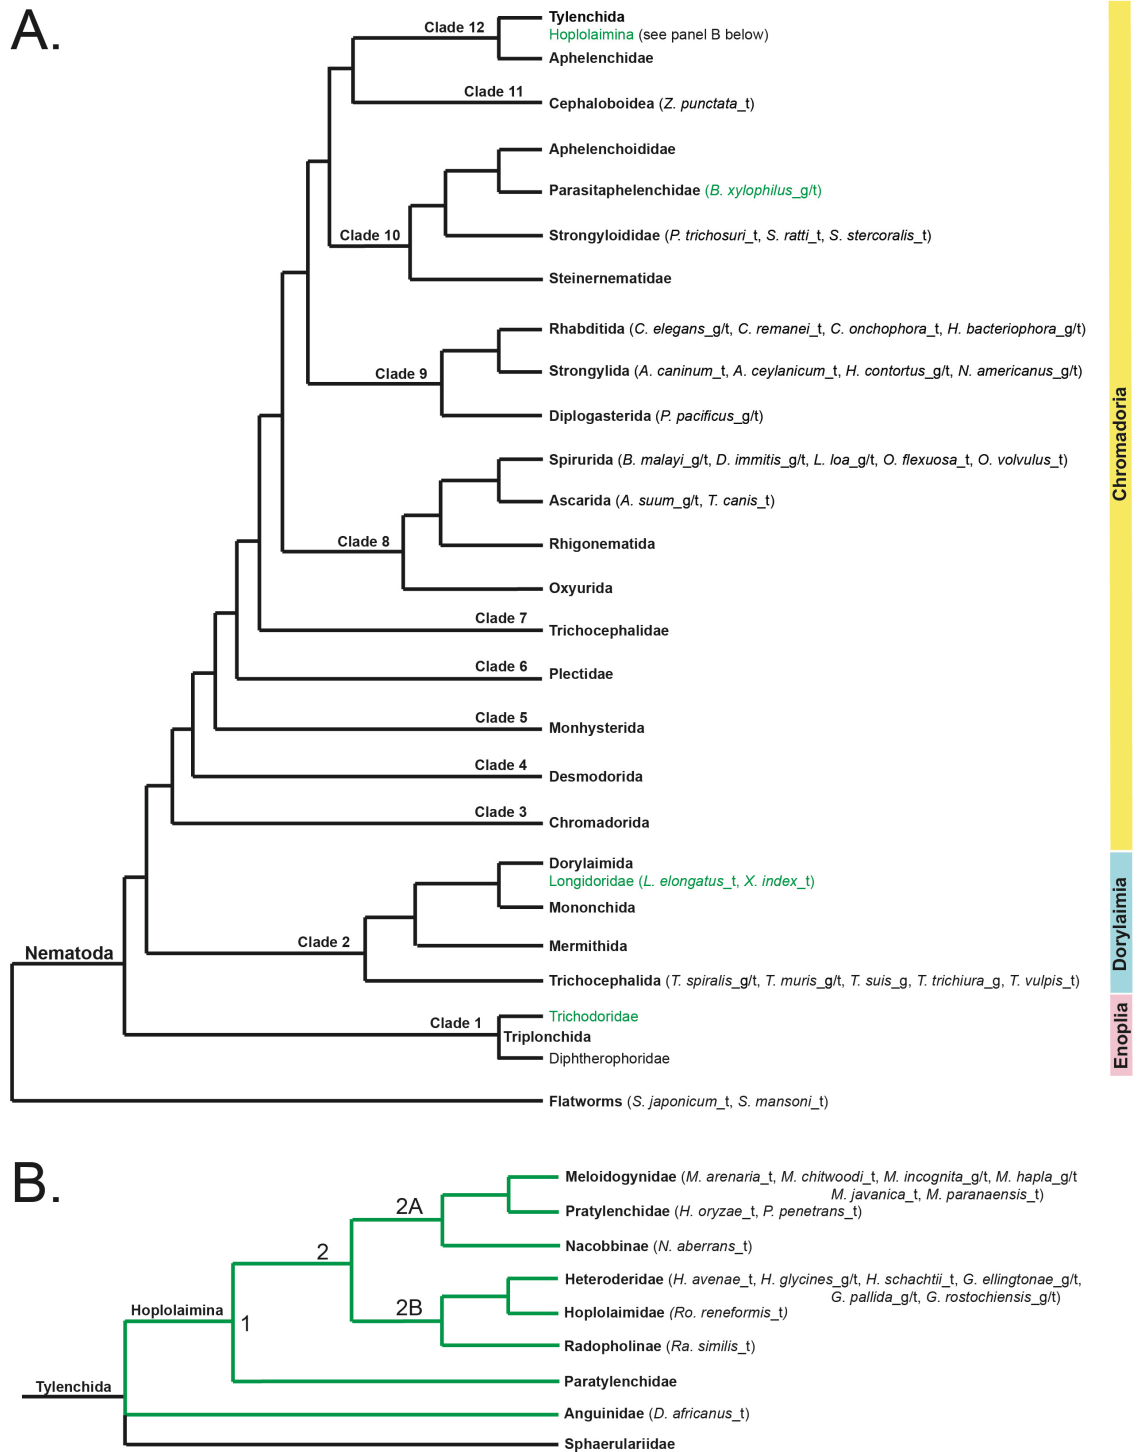 A.
Clade 12
Tylenchida
Hoplolaimina (see panel B below)
Aphelenchidae
Clade 11
Cephaloboidea (Z. punctata_t)
Aphelenchoididae
Parasitaphelenchidae (B. xylophilus_g/t)
Clade 10
Strongyloididae (P. trichosuri_t, S. ratti_t, S. stercoralis_t)
Steinernematidae
Rhabditida (C. elegans_g/t, C. remanei_t, C. onchophora_t, H. bacteriophora_g/t)
Clade 9
Strongylida (A. caninum_t, A. ceylanicum_t, H. contortus_g/t, N. americanus_g/t)
Diplogasterida (P. pacificus_g/t)
Chromadoria
Spirurida (B. malayi_g/t, D. immitis_g/t, L. loa_g/t, O. flexuosa_t, O. volvulus_t)
Ascarida (A. suum_g/t, T. canis_t)
Clade 8
Rhigonematida
Oxyurida
Clade 7
Trichocephalidae
Clade 6
Plectidae
Clade 5
Monhysterida
Clade 4
Desmodorida
Clade 3
Chromadorida
Dorylaimida
Longidoridae (L. elongatus_t, X. index_t)
Mononchida
Dorylaimia
Clade 2
Mermithida
Nematoda
Trichocephalida (T. spiralis_g/t, T. muris_g/t, T. suis_g, T. trichiura_g, T. vulpis_t)
Clade 1
Trichodoridae
Triplonchida
Diphtherophoridae
Enoplia
Flatworms (S. japonicum_t, S. mansoni_t)
B.
Meloidogynidae (M. arenaria_t, M. chitwoodi_t, M. incognita_g/t, M. hapla_g/t
M. javanica_t, M. paranaensis_t)
2A
Pratylenchidae (H. oryzae_t, P. penetrans_t)
2
Nacobbinae (N. aberrans_t)
Heteroderidae (H. avenae_t, H. glycines_g/t, H. schachtii_t, G. ellingtonae_g/t,
G. pallida_g/t, G. rostochiensis_g/t)
2B
Hoplolaimidae (Ro. reneformis_t)
Hoplolaimina
1
Radopholinae (Ra. similis_t)
Paratylenchidae
Tylenchida
Anguinidae (D. africanus_t)
Sphaerulariidae